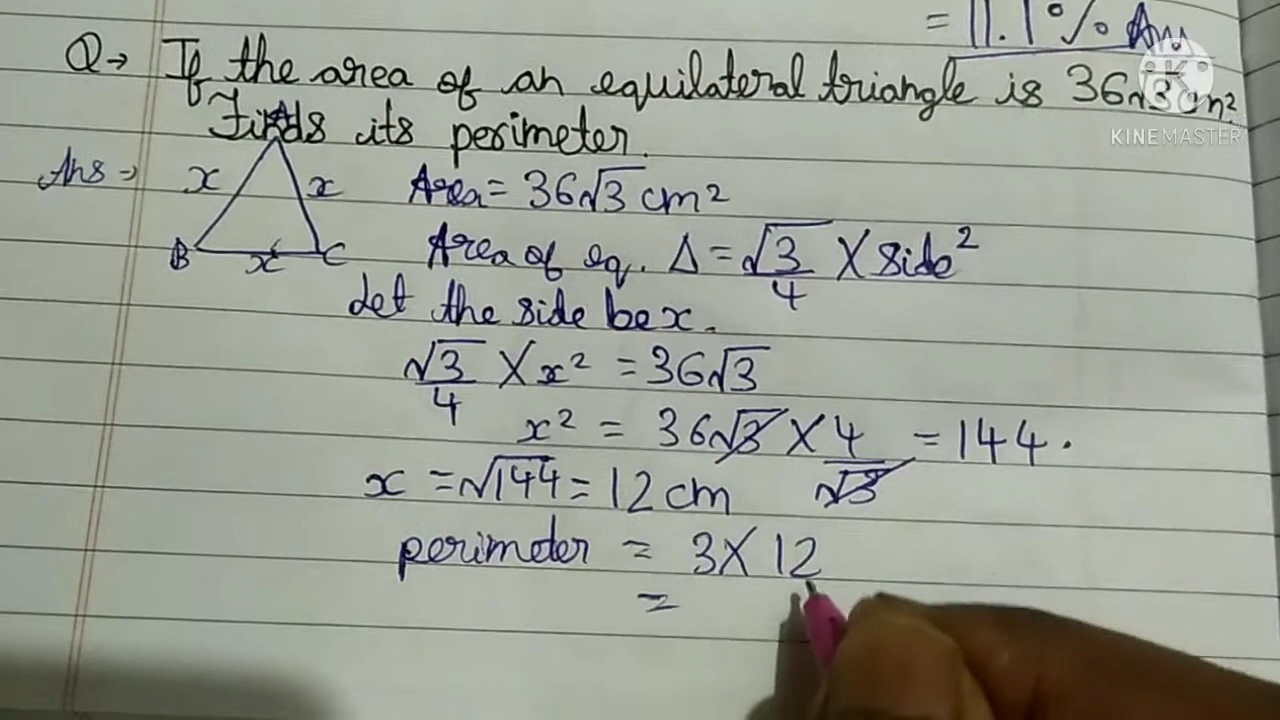 = 11.1% An
Q→ If the area of an equilateral triangle is 36√3 cm².
Finds its perimeter.
KINEMASTER
Ans→ x x Area = 36√3 cm²
B x C Area of eq. Δ = √3/4 × side²
Let the side be x.
√3/4 × x² = 36√3
x² = 36√3 × 4/√3 = 144.
x = √144 = 12 cm
perimeter = 3 × 12
=